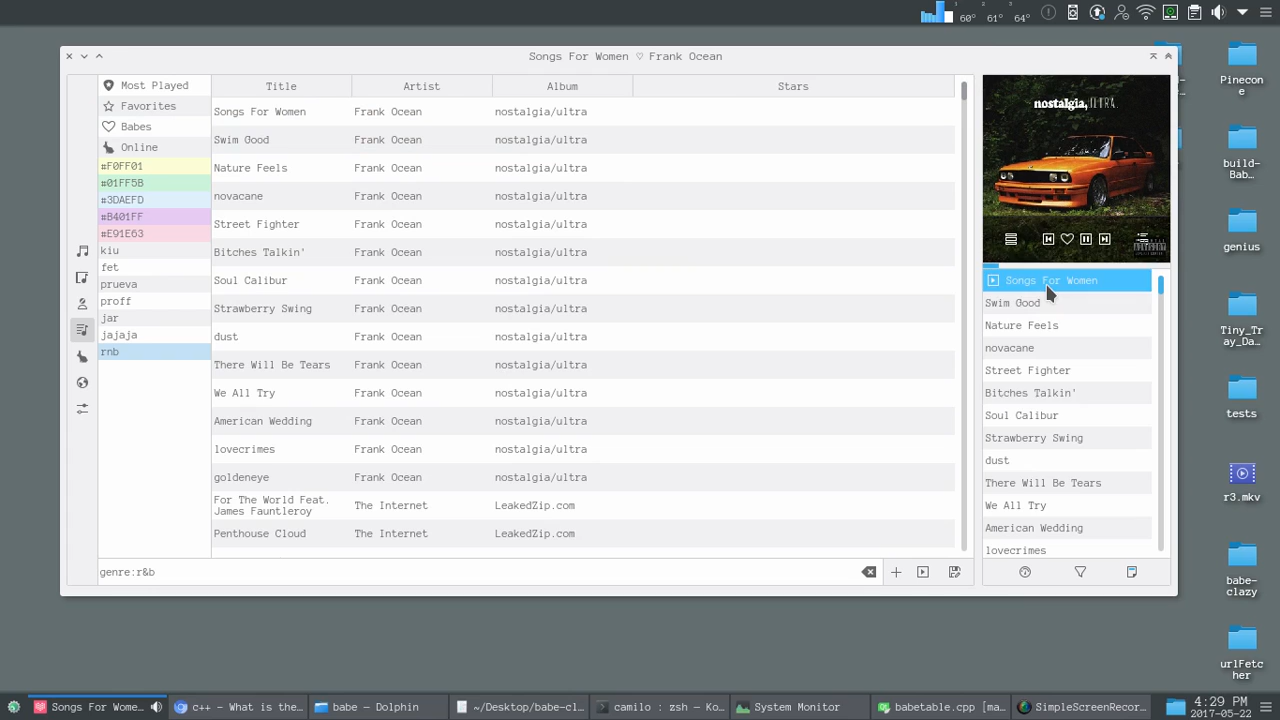 1 2 3
60° 61° 64°
Songs For Women ♡ Frank Ocean
Most Played
Favorites
Babes
Online
#F0FF01
#01FF5B
#3DAEFD
#B401FF
#E91E63
kiu
fet
prueva
proff
jar
jajaja
rnb
Title Artist Album Stars
Songs For Women Frank Ocean nostalgia/ultra
Swim Good Frank Ocean nostalgia/ultra
Nature Feels Frank Ocean nostalgia/ultra
novacane Frank Ocean nostalgia/ultra
Street Fighter Frank Ocean nostalgia/ultra
Bitches Talkin' Frank Ocean nostalgia/ultra
Soul Calibur Frank Ocean nostalgia/ultra
Strawberry Swing Frank Ocean nostalgia/ultra
dust Frank Ocean nostalgia/ultra
There Will Be Tears Frank Ocean nostalgia/ultra
We All Try Frank Ocean nostalgia/ultra
American Wedding Frank Ocean nostalgia/ultra
lovecrimes Frank Ocean nostalgia/ultra
goldeneye Frank Ocean nostalgia/ultra
For The World Feat.
James Fauntleroy The Internet LeakedZip.com
Penthouse Cloud The Internet LeakedZip.com
genre:r&b
nostalgia, ULTRA.
Songs For Women
Swim Good
Nature Feels
novacane
Street Fighter
Bitches Talkin'
Soul Calibur
Strawberry Swing
dust
There Will Be Tears
We All Try
American Wedding
lovecrimes
Pinecon
e
build-
Bab…
genius
Tiny_Tr
ay_Da…
tests
r3.mkv
babe-
clazy
urlFetc
her
Songs For Wome…
c++ - What is the…
babe — Dolphin
~/Desktop/babe-cl…
camilo : zsh — Ko…
System Monitor
babetable.cpp [ma…
SimpleScreenRecor…
4:29 PM
2017-05-22